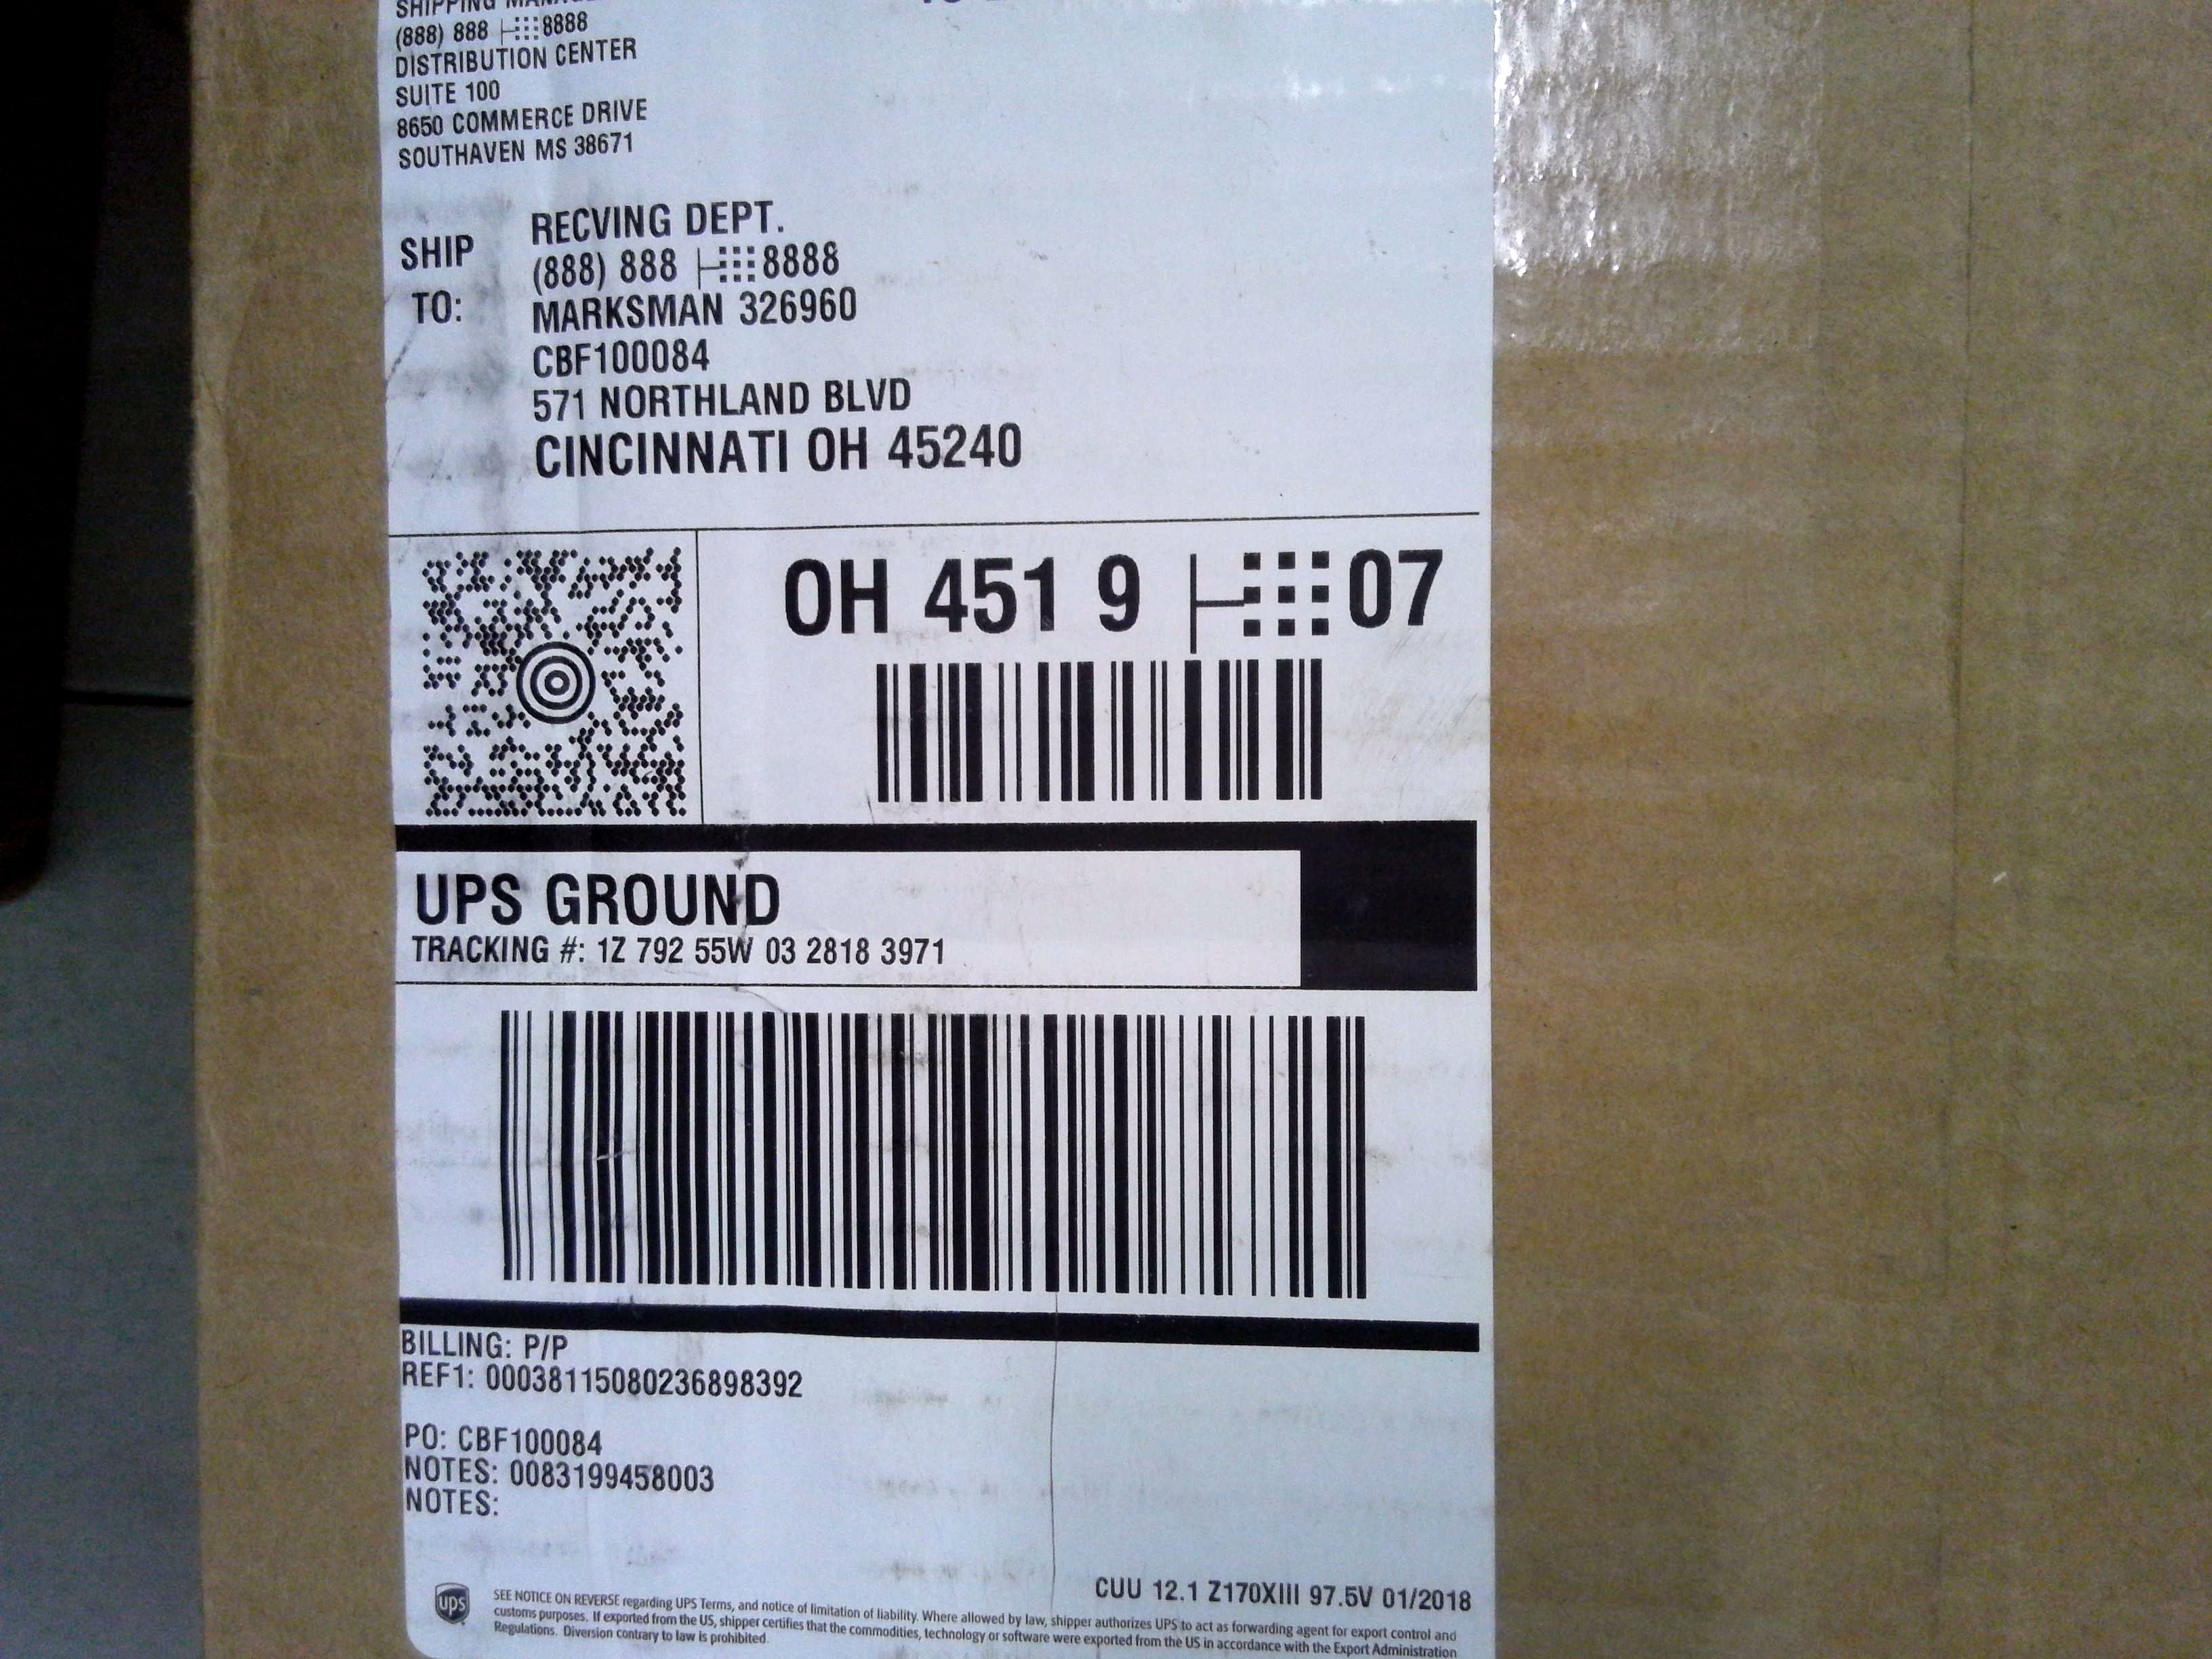 SHIPPING
(888) 888 8888
DISTRIBUTION CENTER
SUITE 100
8650 COMMERCE DRIVE
SOUTHAVEN MS 38671
SHIP TO:
RECVING DEPT.
(888) 888 8888
MARKSMAN 326960
CBF100084
571 NORTHLAND BLVD
CINCINNATI OH 45240
OH 451 9 07
UPS GROUND
TRACKING #: 1Z 792 55W 03 2818 3971
BILLING: P/P
REF1: 00038115080236898392
PO: CBF100084
NOTES: 0083199458003
NOTES:
CUU 12.1 Z170XIII 97.5V 01/2018
ups
SEE NOTICE ON REVERSE regarding UPS Terms, and notice of limitation of liability. Where allowed by law, shipper authorizes UPS to act as forwarding agent for export control and
customs purposes. If exported from the US, shipper certifies that the commodities, technology or software were exported from the US in accordance with the Export Administration
Regulations. Diversion contrary to law is prohibited.